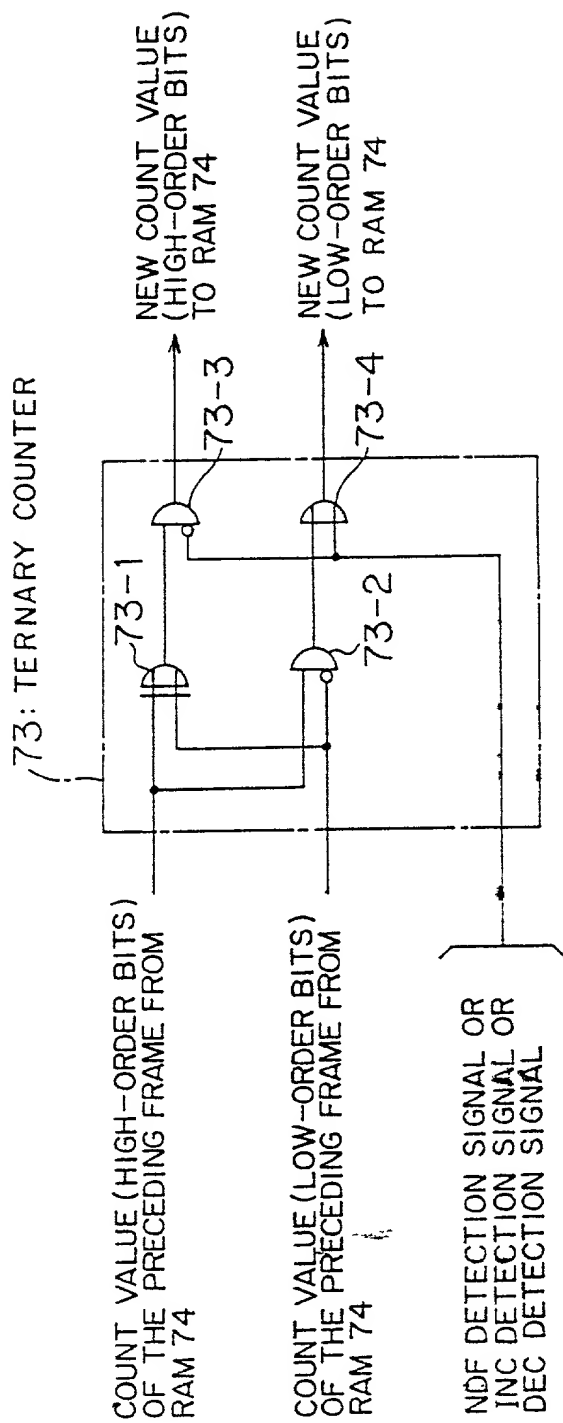 73: TERNARY COUNTER
COUNT VALUE (HIGH-ORDER BITS)
OF THE PRECEDING FRAME FROM
RAM 74
73-1
73-3
NEW COUNT VALUE
(HIGH-ORDER BITS)
TO RAM 74
COUNT VALUE (LOW-ORDER BITS)
OF THE PRECEDING FRAME FROM
RAM 74
73-2
73-4
NEW COUNT VALUE
(LOW-ORDER BITS)
TO RAM 74
NDF DETECTION SIGNAL OR
INC DETECTION SIGNAL OR
DEC DETECTION SIGNAL